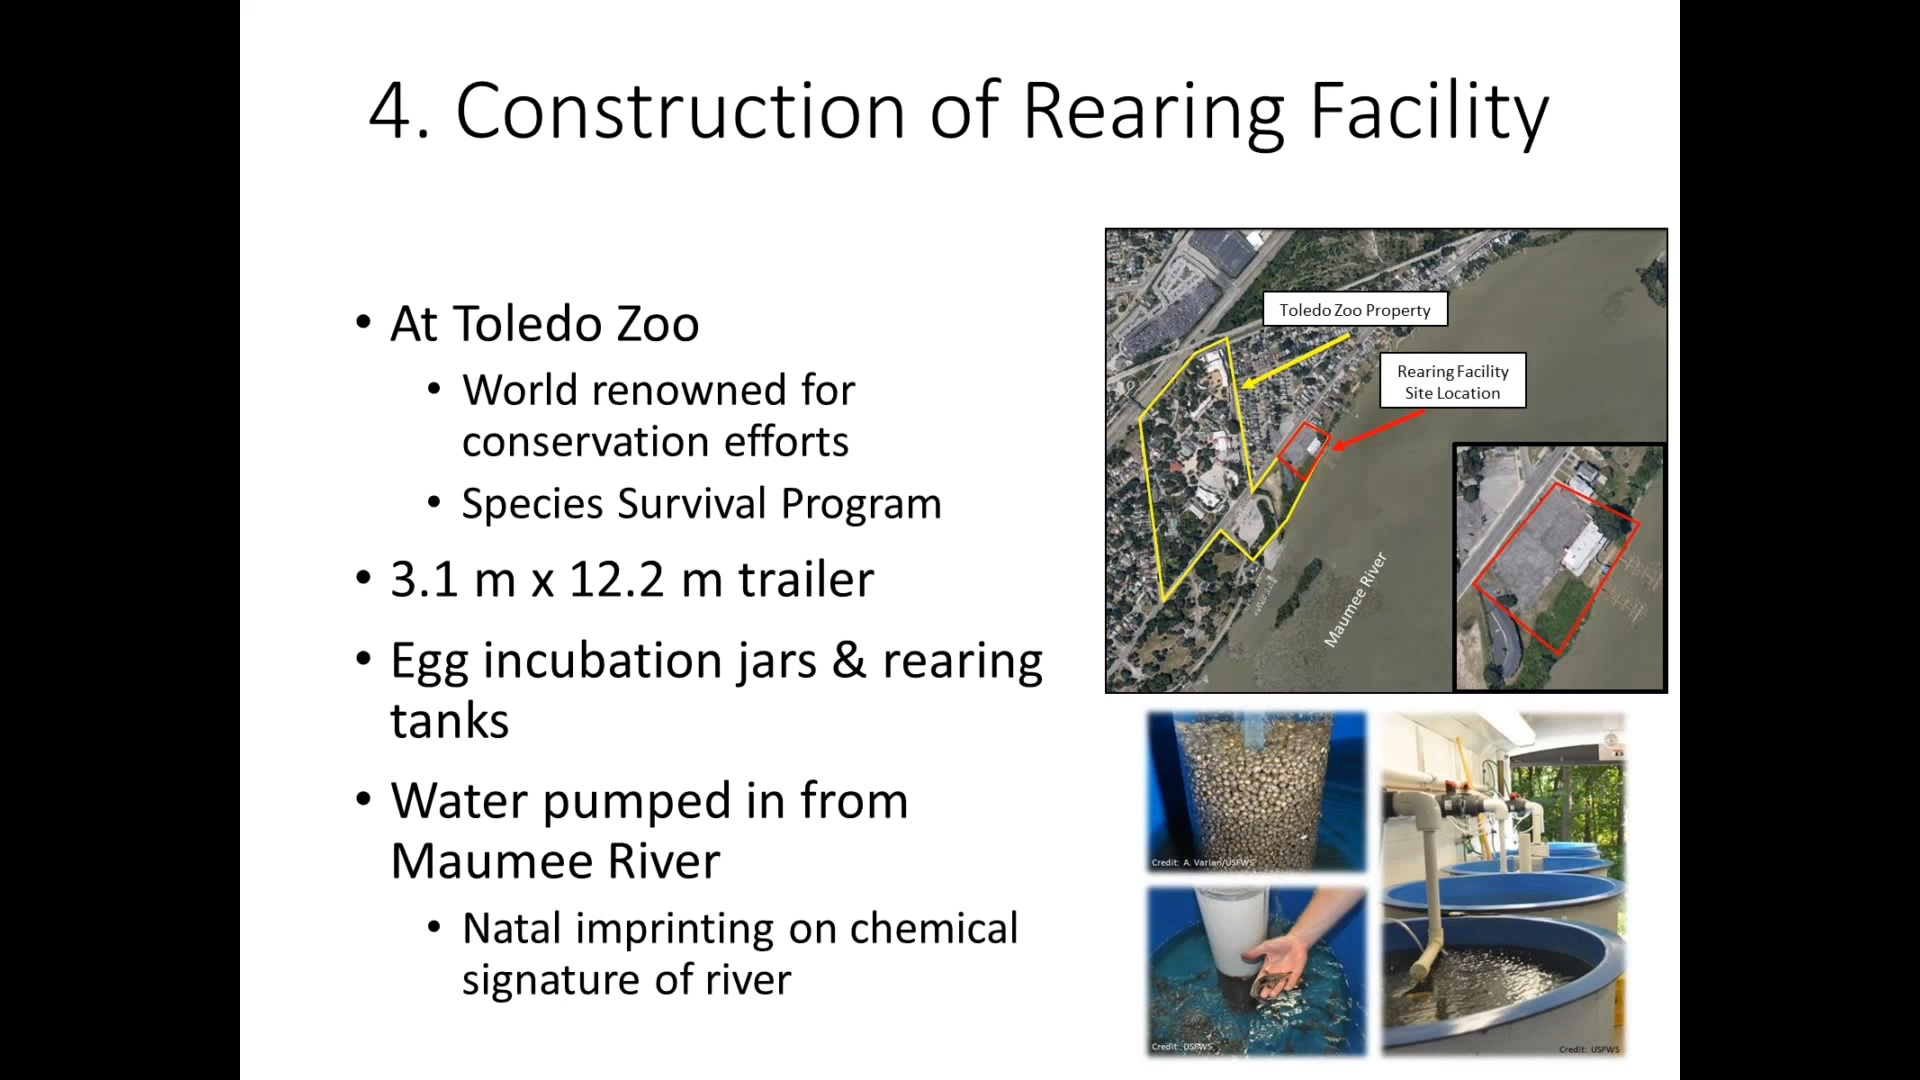 4. Construction of Rearing Facility
• At Toledo Zoo
• World renowned for
conservation efforts
• Species Survival Program
• 3.1 m x 12.2 m trailer
• Egg incubation jars & rearing
tanks
• Water pumped in from
Maumee River
• Natal imprinting on chemical
signature of river
Toledo Zoo Property
Rearing Facility
Site Location
Maumee River
Credit: A. Varian/USFWS
Credit: USFWS
Credit: USFWS